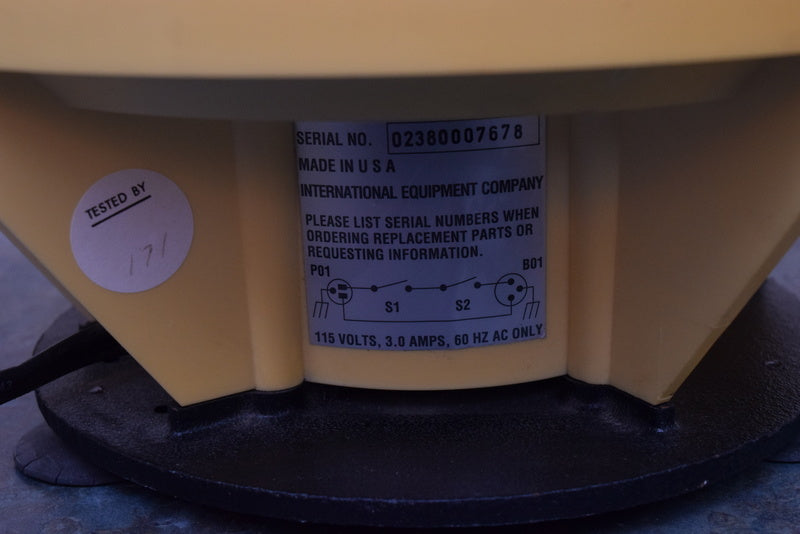 SERIAL NO. 02380007678
MADE IN U S A
INTERNATIONAL EQUIPMENT COMPANY
PLEASE LIST SERIAL NUMBERS WHEN
ORDERING REPLACEMENT PARTS OR
REQUESTING INFORMATION.
P01 B01
S1 S2
115 VOLTS, 3.0 AMPS, 60 HZ AC ONLY
TESTED BY
171